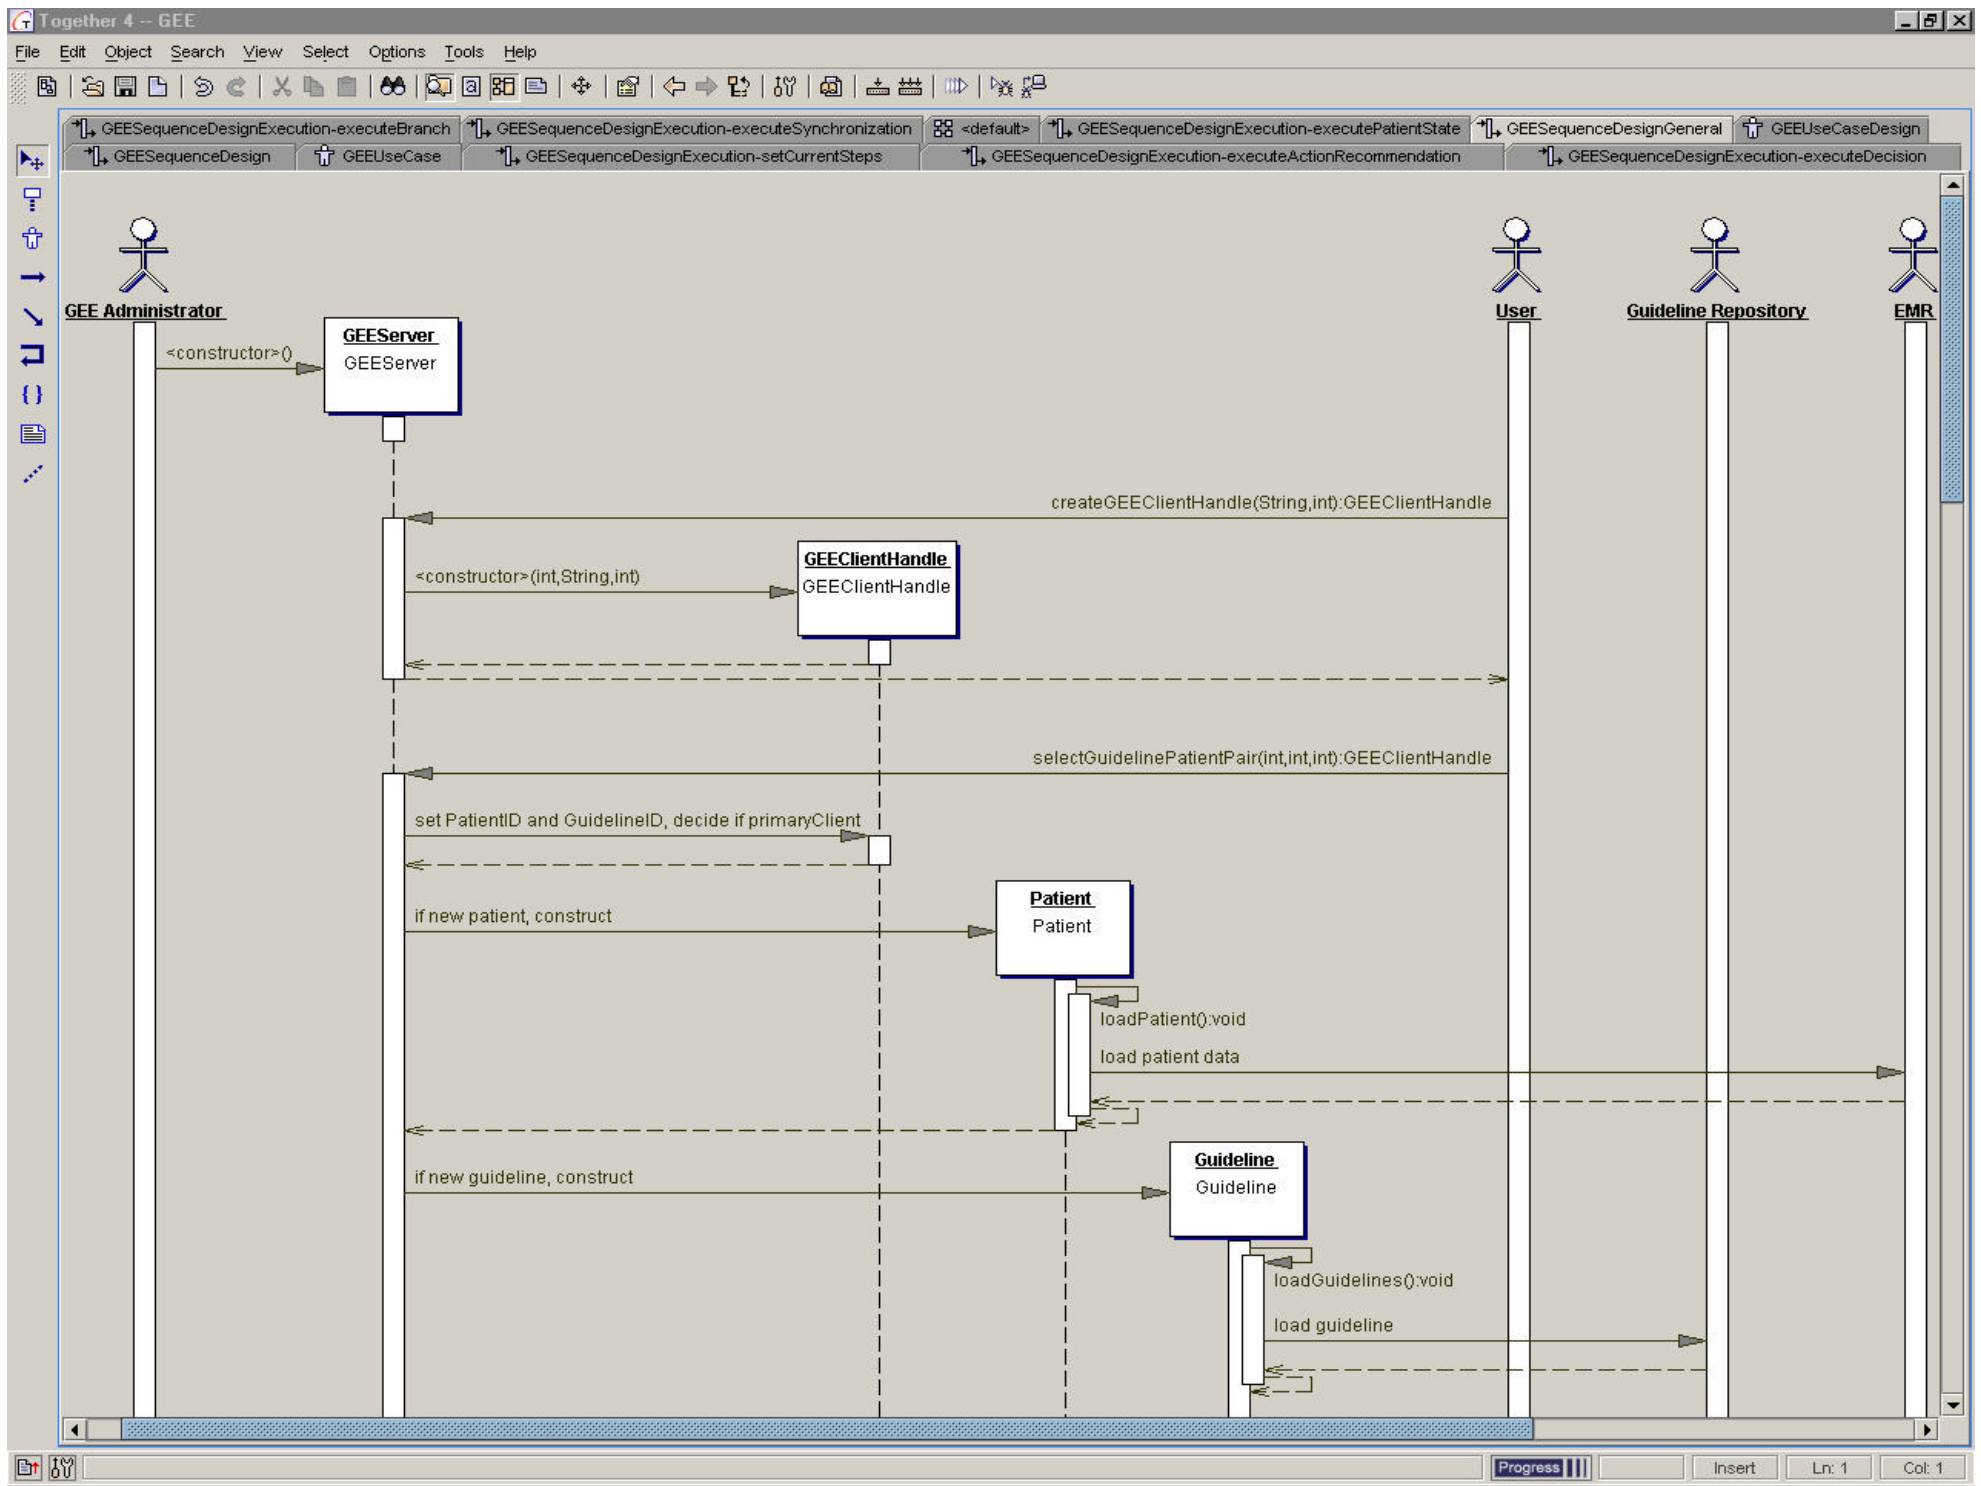 Together 4 -- GEE
File Edit Object Search View Select Options Tools Help
GEESequenceDesignExecution-executeBranch
GEESequenceDesignExecution-executeSynchronization
<default>
GEESequenceDesignExecution-executePatientState
GEESequenceDesignGeneral
GEEUseCaseDesign
GEESequenceDesign
GEEUseCase
GEESequenceDesignExecution-setCurrentSteps
GEESequenceDesignExecution-executeActionRecommendation
GEESequenceDesignExecution-executeDecision
GEE Administrator
User
Guideline Repository
EMR
GEEServer
GEEServer
<constructor>()
createGEEClientHandle(String,int):GEEClientHandle
GEEClientHandle
GEEClientHandle
<constructor>(int,String,int)
selectGuidelinePatientPair(int,int,int):GEEClientHandle
set PatientID and GuidelineID, decide if primaryClient
Patient
Patient
if new patient, construct
loadPatient():void
load patient data
Guideline
Guideline
if new guideline, construct
loadGuidelines():void
load guideline
Progress
Insert
Ln: 1
Col: 1